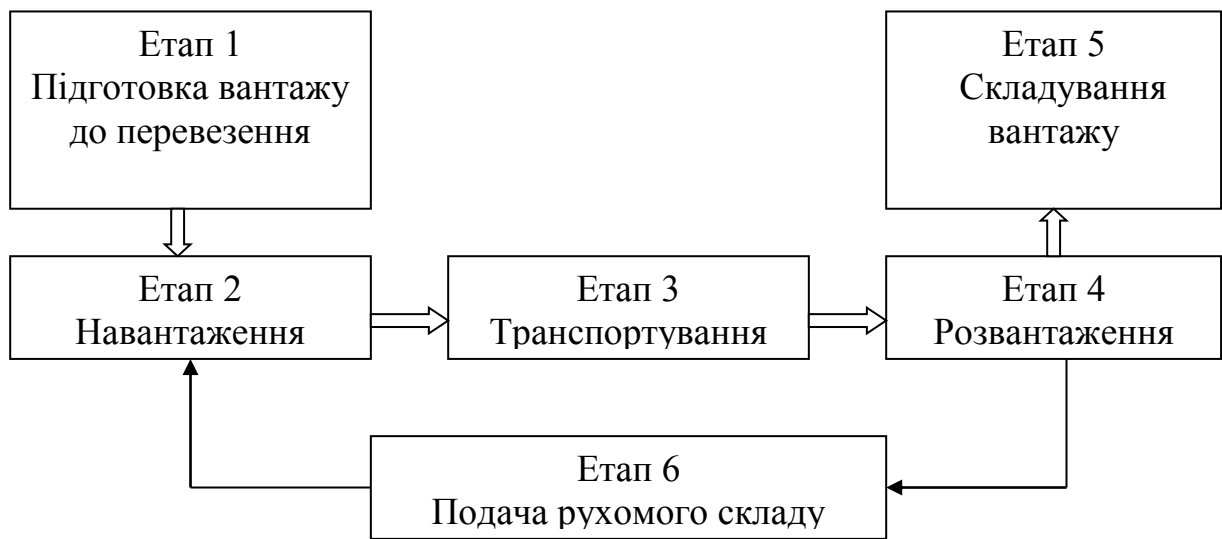 Етап 1
Підготовка вантажу
до перевезення
Етап 5
Складування
вантажу
Етап 2
Навантаження
Етап 3
Транспортування
Етап 4
Розвантаження
Етап 6
Подача рухомого складу